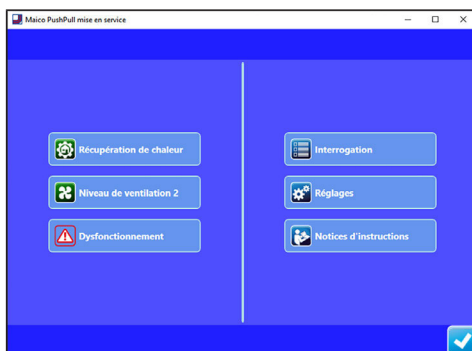 Maico PushPull mise en service
Récupération de chaleur
Niveau de ventilation 2
Dysfonctionnement
Interrogation
Réglages
Notices d'instructions